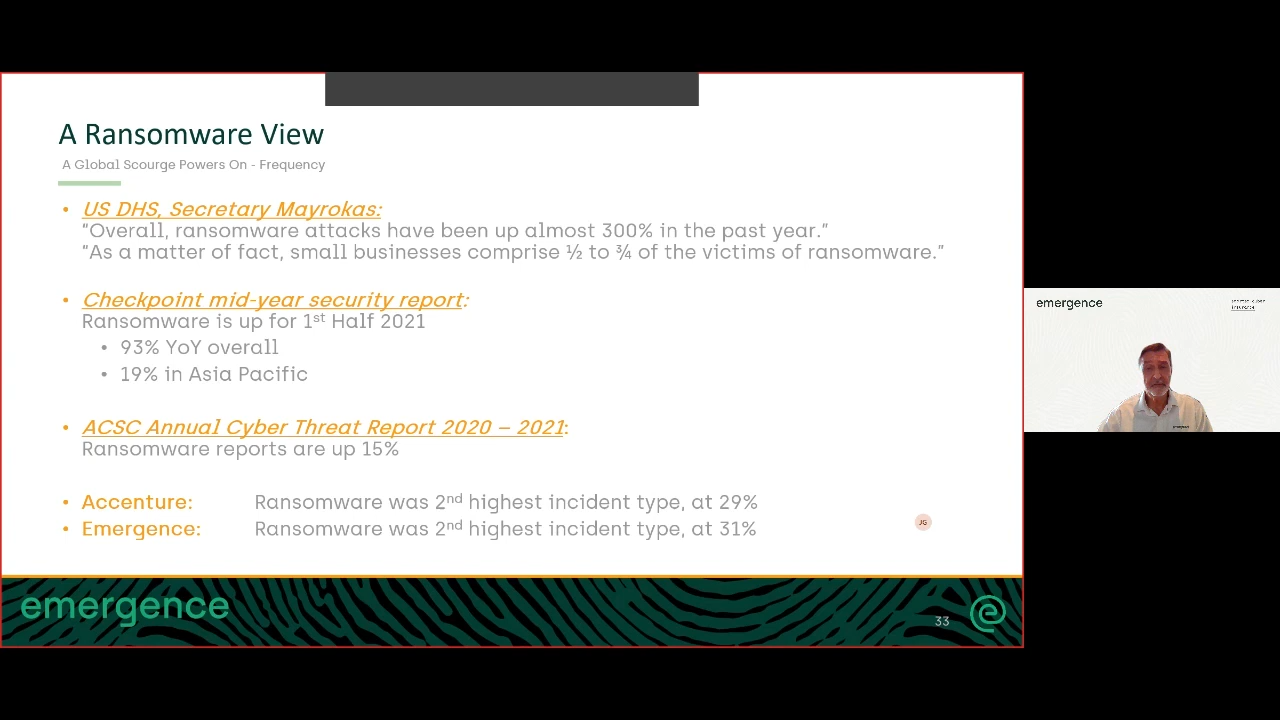 A Ransomware View
A Global Scourge Powers On - Frequency
• US DHS, Secretary Mayrokas:
“Overall, ransomware attacks have been up almost 300% in the past year.”
“As a matter of fact, small businesses comprise ½ to ¾ of the victims of ransomware.”
• Checkpoint mid-year security report:
Ransomware is up for 1st Half 2021
• 93% YoY overall
• 19% in Asia Pacific
• ACSC Annual Cyber Threat Report 2020 – 2021:
Ransomware reports are up 15%
• Accenture: Ransomware was 2nd highest incident type, at 29%
• Emergence: Ransomware was 2nd highest incident type, at 31%
JG
emergence
33
emergence